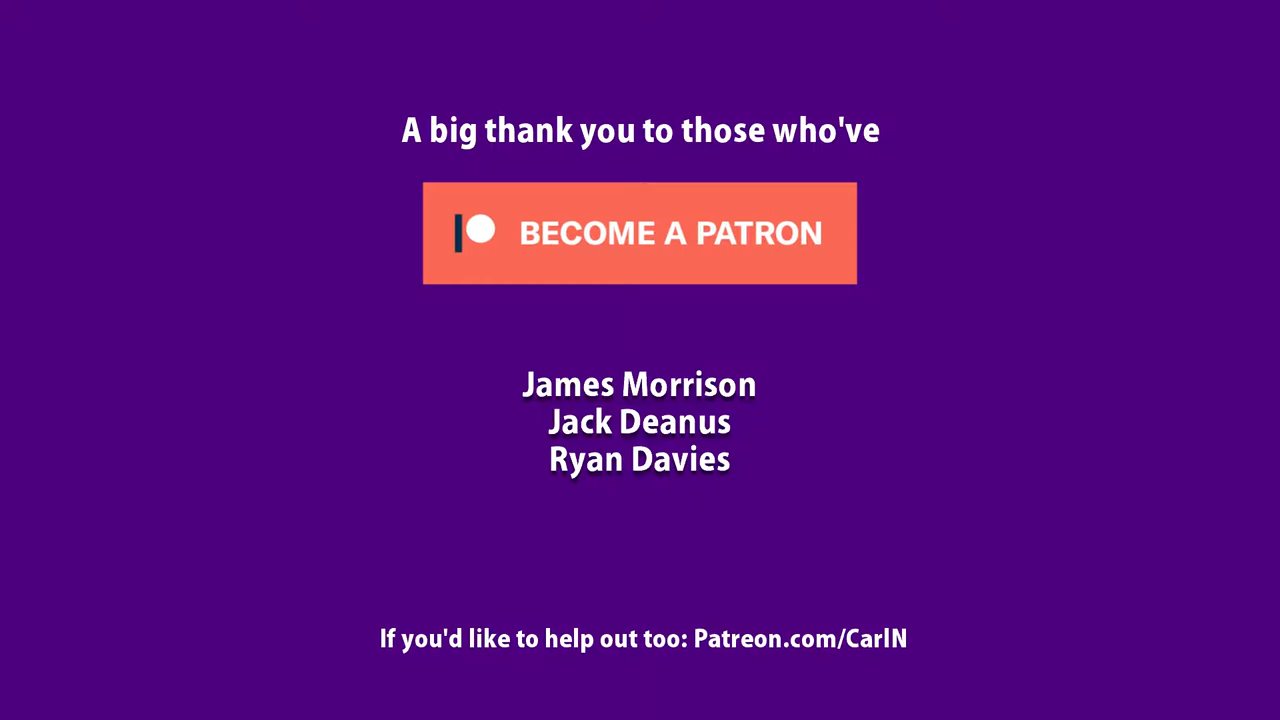 A big thank you to those who've
BECOME A PATRON
James Morrison
Jack Deanus
Ryan Davies
If you'd like to help out too: Patreon.com/CarlN